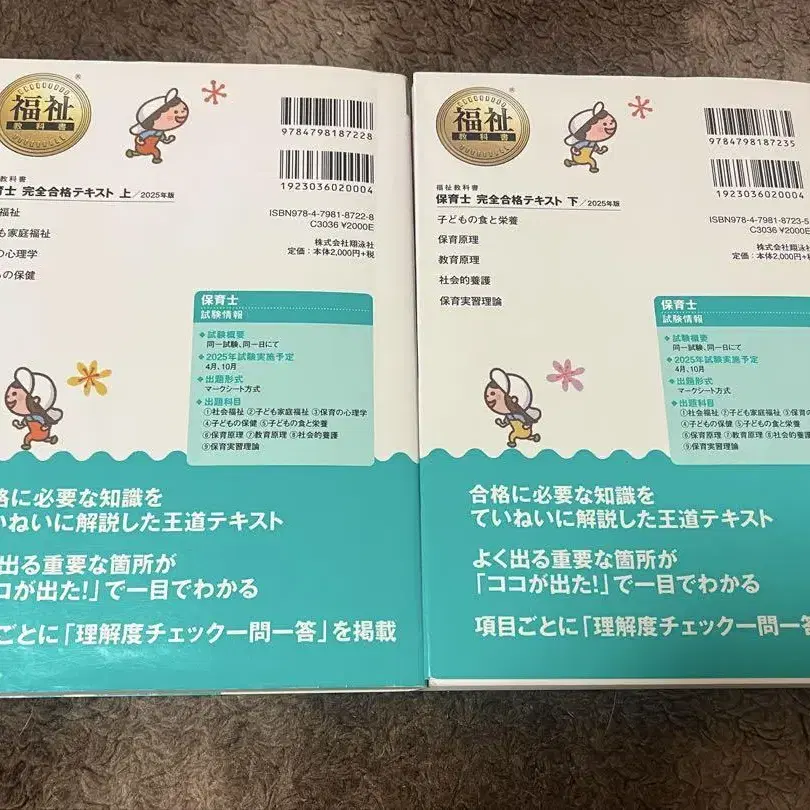 福祉
教科書
9784798187228
1923036020004
福祉教科書
育士 完全合格テキスト 上／2025年版
福祉
も家庭福祉
の心理学
の保健
ISBN978-4-7981-8722-8
C3036 ¥2000E
株式会社翔泳社
定価：本体2,000円+税
保育士
試験情報
試験概要
同一試験、同一日にて
2025年試験実施予定
4月、10月
出題形式
マークシート方式
出題科目
①社会福祉 ②子ども家庭福祉 ③保育の心理学
④子どもの保健 ⑤子どもの食と栄養
⑥保育原理 ⑦教育原理 ⑧社会的養護
⑨保育実習理論
格に必要な知識を
いねいに解説した王道テキスト
出る重要な箇所が
ココが出た!」で一目でわかる
ごとに「理解度チェック一問一答」を掲載
福祉
教科書
9784798187235
1923036020004
福祉教科書
保育士 完全合格テキスト 下／2025年版
子どもの食と栄養
保育原理
教育原理
社会的養護
保育実習理論
ISBN978-4-7981-8723-5
C3036 ¥2000E
株式会社翔泳社
定価：本体2,000円+税
保育士
試験情報
試験概要
同一試験、同一日にて
2025年試験実施予定
4月、10月
出題形式
マークシート方式
出題科目
①社会福祉 ②子ども家庭福祉 ③保育の
④子どもの保健 ⑤子どもの食と栄養
⑥保育原理 ⑦教育原理 ⑧社会的養護
⑨保育実習理論
合格に必要な知識を
ていねいに解説した王道テキスト
よく出る重要な箇所が
「ココが出た!」で一目でわかる
項目ごとに「理解度チェック一問一答